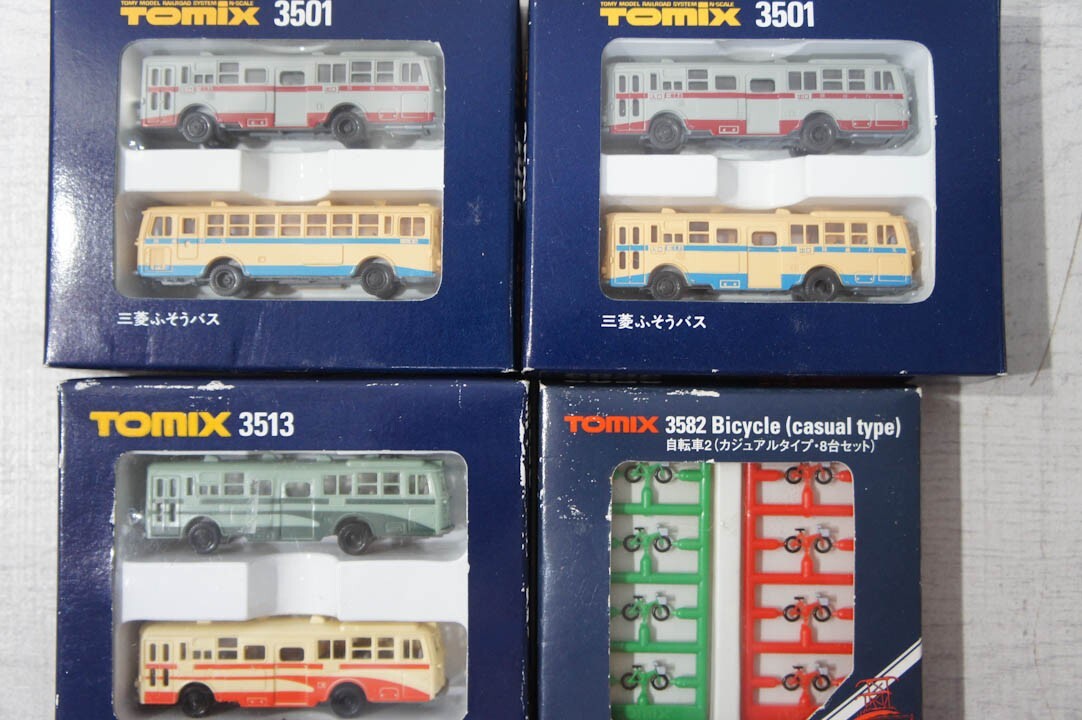 TOMY MODEL RAILROAD SYSTEM N-SCALE
TOMIX 3501
三菱ふそうバス
TOMY MODEL RAILROAD SYSTEM N-SCALE
TOMIX 3501
三菱ふそうバス
TOMIX 3513
TOMIX 3582 Bicycle (casual type)
自転車2(カジュアルタイプ・8台セット)